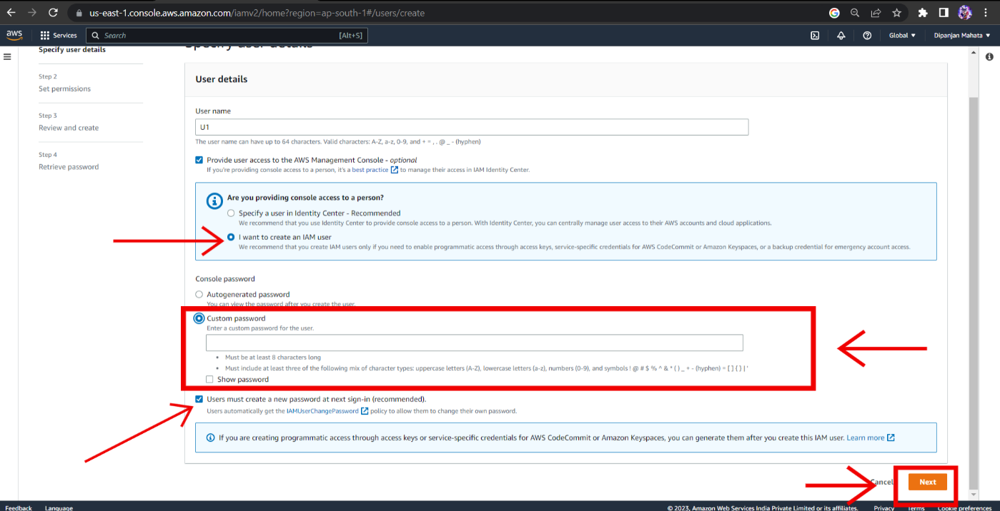 us-east-1.console.aws.amazon.com/iamv2/home?region=ap-south-1#/users/create
aws
Services
Search
[Alt+S]
Global
Dipanjan Mahata
Specify user details
Step 2
Set permissions
Step 3
Review and create
Step 4
Retrieve password
Specify user details
User details
User name
U1
The user name can have up to 64 characters. Valid characters: A-Z, a-z, 0-9, and + = , . @ _ - (hyphen)
Provide user access to the AWS Management Console - optional
If you're providing console access to a person, it's a best practice to manage their access in IAM Identity Center.
Are you providing console access to a person?
Specify a user in Identity Center - Recommended
We recommend that you use Identity Center to provide console access to a person. With Identity Center, you can centrally manage user access to their AWS accounts and cloud applications.
I want to create an IAM user
We recommend that you create IAM users only if you need to enable programmatic access through access keys, service-specific credentials for AWS CodeCommit or Amazon Keyspaces, or a backup credential for emergency account access.
Console password
Autogenerated password
You can view the password after you create the user.
Custom password
Enter a custom password for the user.
• Must be at least 8 characters long
• Must include at least three of the following mix of character types: uppercase letters (A-Z), lowercase letters (a-z), numbers (0-9), and symbols ! @ # $ % ^ & * ( ) _ + - (hyphen) = [ ] { } | '
Show password
Users must create a new password at next sign-in (recommended).
Users automatically get the IAMUserChangePassword policy to allow them to change their own password.
If you are creating programmatic access through access keys or service-specific credentials for AWS CodeCommit or Amazon Keyspaces, you can generate them after you create this IAM user. Learn more
Cancel
Next
Feedback
Language
© 2023, Amazon Web Services India Private Limited or its affiliates.
Privacy
Terms
Cookie preferences